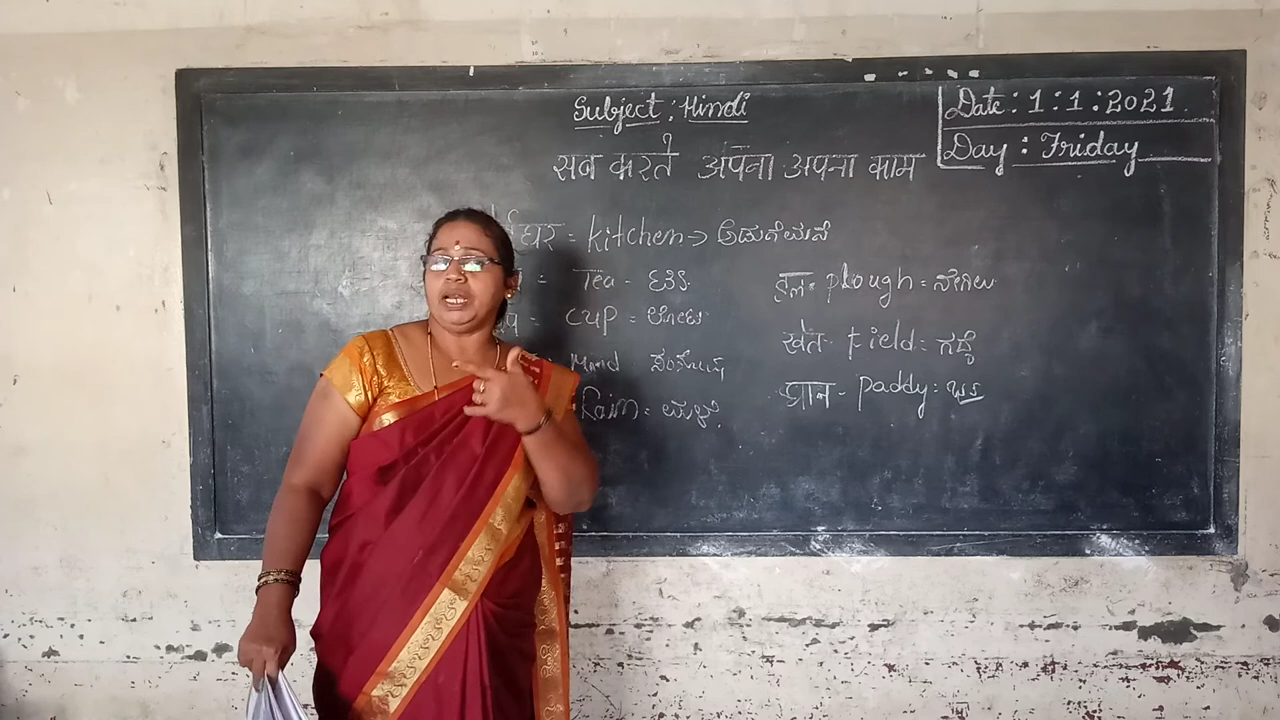 Subject : Hindi
Date : 1:1:2021
Day : Friday
सब करते अपना अपना काम
घर = kitchen → ಅಡುಗೆಮನೆ
= Tea =
हल = plough = ನೇಗಿಲು
= cup = ಲೋಟ
खेत - field = ಗದ್ದೆ
धान - paddy =
Rain = ಮಳೆ